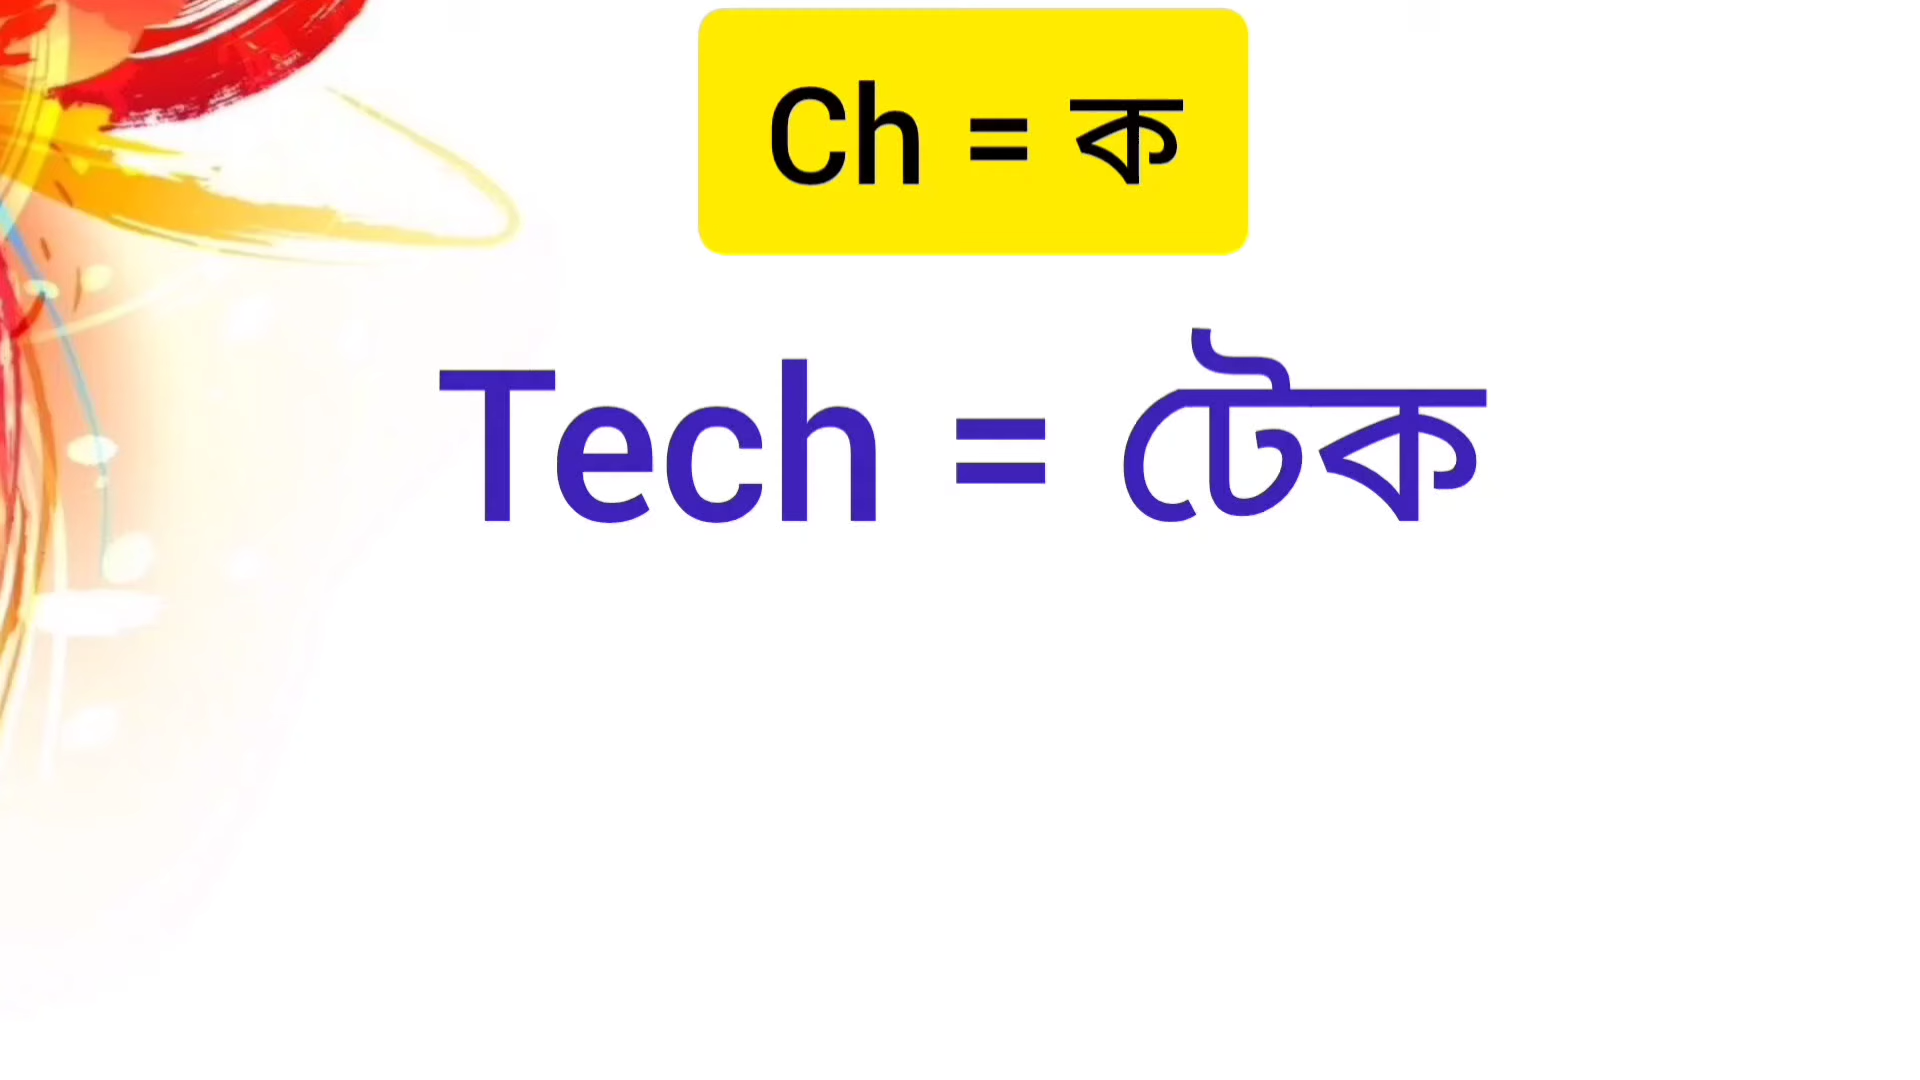 Ch = ক
Tech = টেক